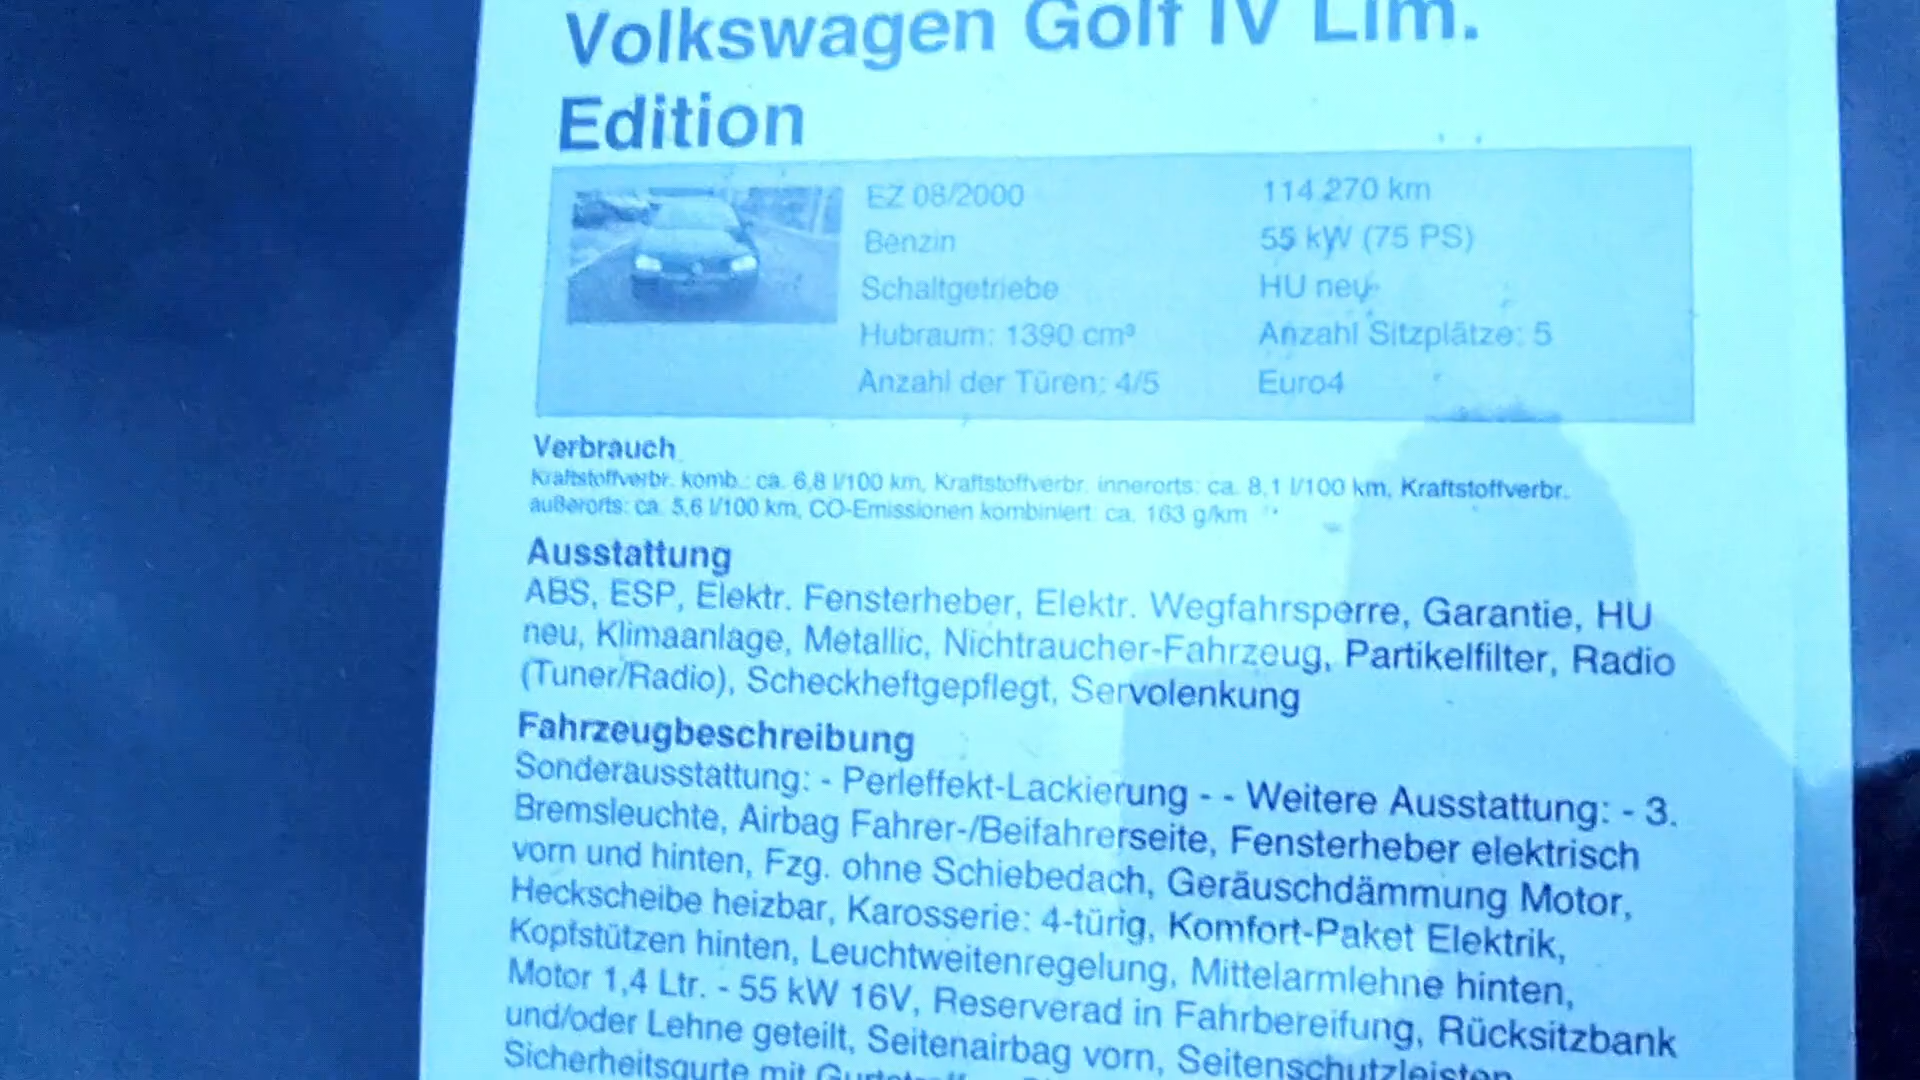 Volkswagen Golf IV Lim.
Edition
EZ 08/2000 114.270 km
Benzin 55 kW (75 PS)
Schaltgetriebe HU neu
Hubraum: 1390 cm³ Anzahl Sitzplätze: 5
Anzahl der Türen: 4/5 Euro4
Verbrauch
Kraftstoffverbr. komb.: ca. 6,8 l/100 km, Kraftstoffverbr. innerorts: ca. 8,1 l/100 km, Kraftstoffverbr.
außerorts: ca. 5,6 l/100 km, CO-Emissionen kombiniert: ca. 163 g/km
Ausstattung
ABS, ESP, Elektr. Fensterheber, Elektr. Wegfahrsperre, Garantie, HU
neu, Klimaanlage, Metallic, Nichtraucher-Fahrzeug, Partikelfilter, Radio
(Tuner/Radio), Scheckheftgepflegt, Servolenkung
Fahrzeugbeschreibung
Sonderausstattung: - Perleffekt-Lackierung - - Weitere Ausstattung: - 3.
Bremsleuchte, Airbag Fahrer-/Beifahrerseite, Fensterheber elektrisch
vorn und hinten, Fzg. ohne Schiebedach, Geräuschdämmung Motor,
Heckscheibe heizbar, Karosserie: 4-türig, Komfort-Paket Elektrik,
Kopfstützen hinten, Leuchtweitenregelung, Mittelarmlehne hinten,
Motor 1,4 Ltr. - 55 kW 16V, Reserverad in Fahrbereifung, Rücksitzbank
und/oder Lehne geteilt, Seitenairbag vorn, Seitenschutzleisten
Sicherheitsgurte mit